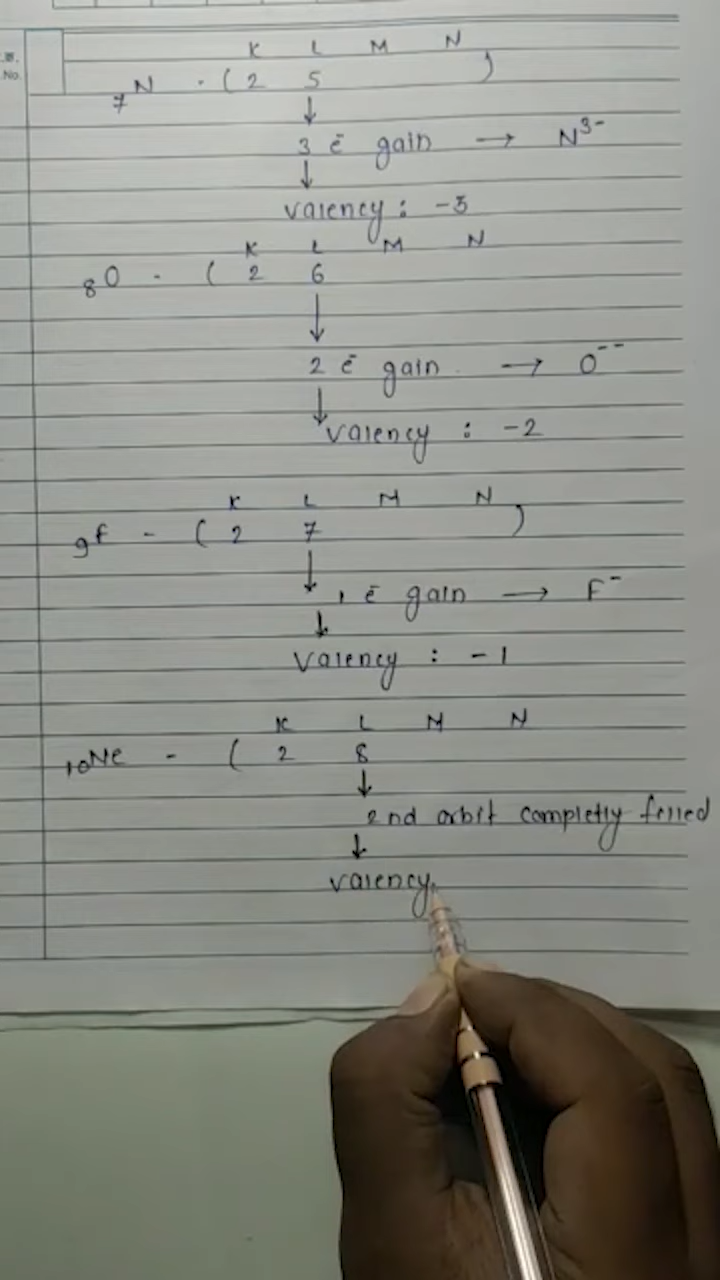 K L M N
7N - ( 2 5 )
↓
3 ē gain → N³⁻
↓
valency : -3
K L M N
8O - ( 2 6
↓
2 ē gain → O⁻⁻
↓
valency : -2
K L M N
9F - ( 2 7 )
↓
1 ē gain → F⁻
↓
Valency : -1
K L M N
10Ne - ( 2 8
↓
2nd orbit completly felled
↓
valency